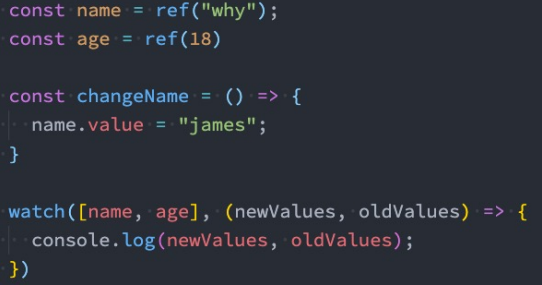 const name = ref("why");
const age = ref(18)
const changeName = () => {
name.value = "james";
}
watch([name, age], (newValues, oldValues) => {
console.log(newValues, oldValues);
})